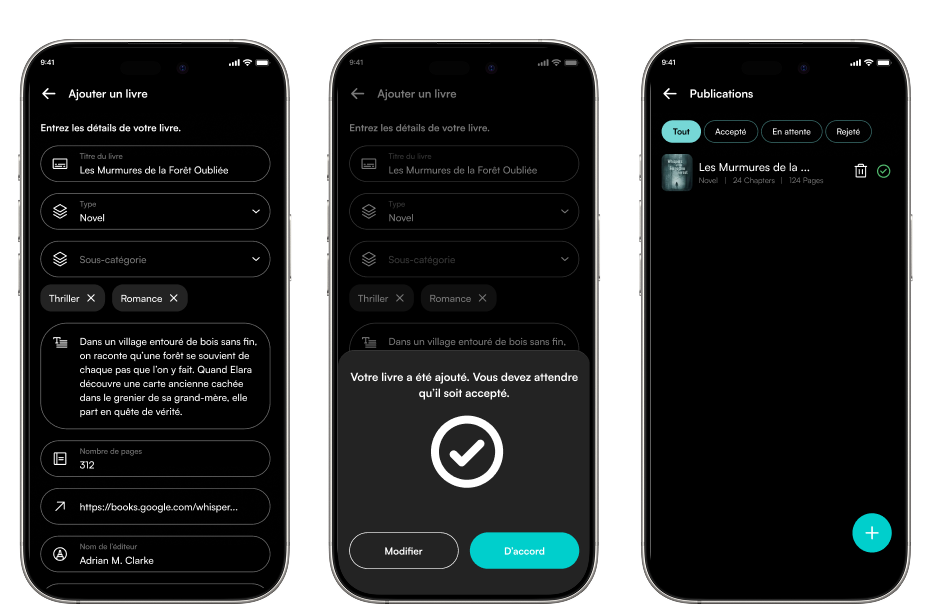 9:41
Ajouter un livre
Entrez les détails de votre livre.
Titre du livre
Les Murmures de la Forêt Oubliée
Type
Novel
Sous-catégorie
Thriller
Romance
Dans un village entouré de bois sans fin,
on raconte qu'une forêt se souvient de
chaque pas que l'on y fait. Quand Elara
découvre une carte ancienne cachée
dans le grenier de sa grand-mère, elle
part en quête de vérité.
Nombre de pages
312
https://books.google.com/whisper...
Nom de l'éditeur
Adrian M. Clarke
9:41
Ajouter un livre
Entrez les détails de votre livre.
Titre du livre
Les Murmures de la Forêt Oubliée
Type
Novel
Sous-catégorie
Thriller
Romance
Dans un village entouré de bois sans fin,
Votre livre a été ajouté. Vous devez attendre
qu'il soit accepté.
Modifier
D'accord
9:41
Publications
Tout
Accepté
En attente
Rejeté
Les Murmures de la ...
Novel | 24 Chapters | 124 Pages